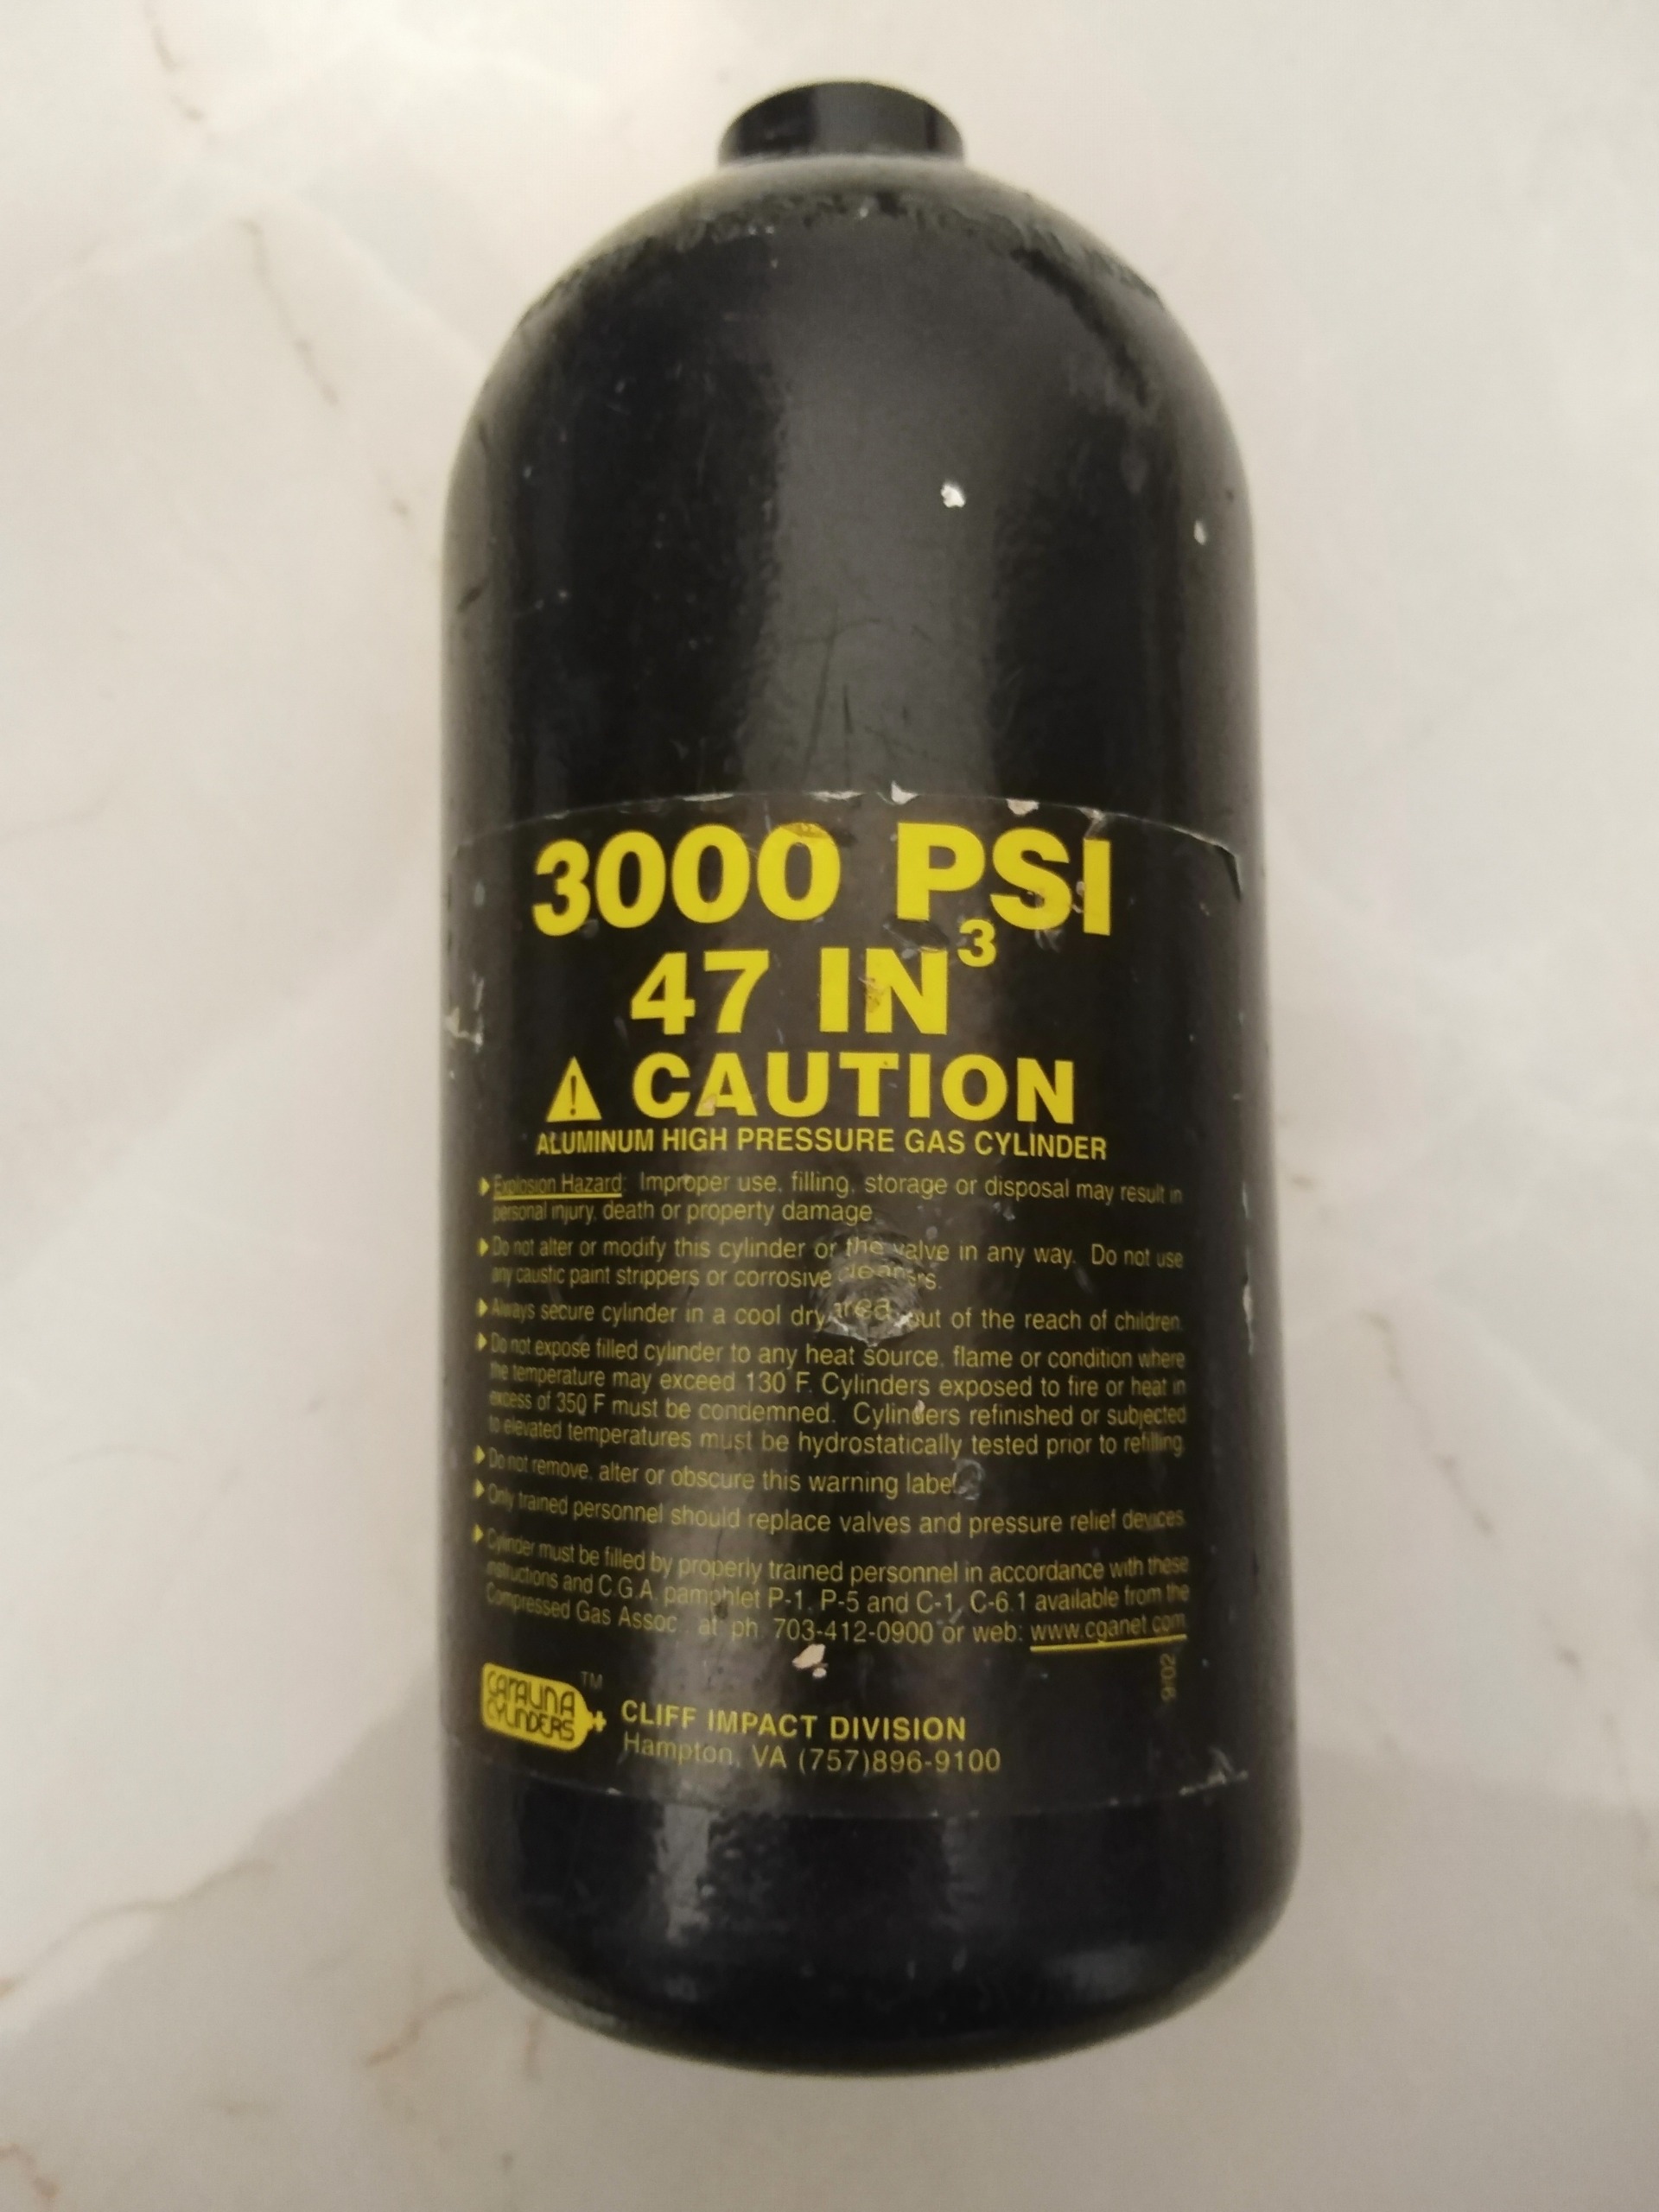 3000 PSI
47 IN³
CAUTION
ALUMINUM HIGH PRESSURE GAS CYLINDER
Explosion Hazard: Improper use, filling, storage or disposal may result in
personal injury, death or property damage
Do not alter or modify this cylinder or the valve in any way. Do not use
any caustic paint strippers or corrosive cleaners.
Always secure cylinder in a cool dry area, out of the reach of children.
Do not expose filled cylinder to any heat source, flame or condition where
the temperature may exceed 130 F. Cylinders exposed to fire or heat in
excess of 350 F must be condemned. Cylinders refinished or subjected
to elevated temperatures must be hydrostatically tested prior to refilling.
Do not remove, alter or obscure this warning label.
Only trained personnel should replace valves and pressure relief devices.
Cylinder must be filled by properly trained personnel in accordance with these
instructions and C.G.A. pamphlet P-1, P-5 and C-1, C-6.1 available from the
Compressed Gas Assoc. at ph 703-412-0900 or web: www.cganet.com
9/02
CATALINA CYLINDERS TM
CLIFF IMPACT DIVISION
Hampton, VA (757)896-9100